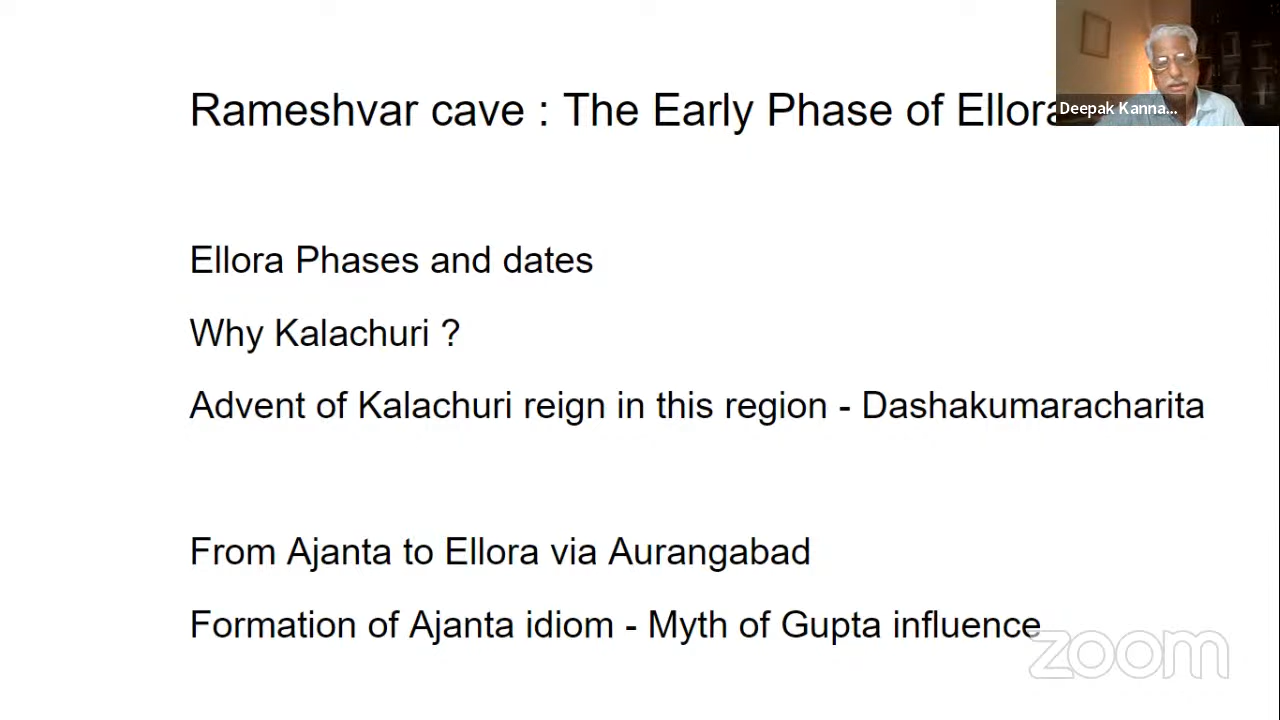 Rameshvar cave : The Early Phase of Ellora
Deepak Kanna...
Ellora Phases and dates
Why Kalachuri ?
Advent of Kalachuri reign in this region - Dashakumaracharita
From Ajanta to Ellora via Aurangabad
Formation of Ajanta idiom - Myth of Gupta influence
zoom